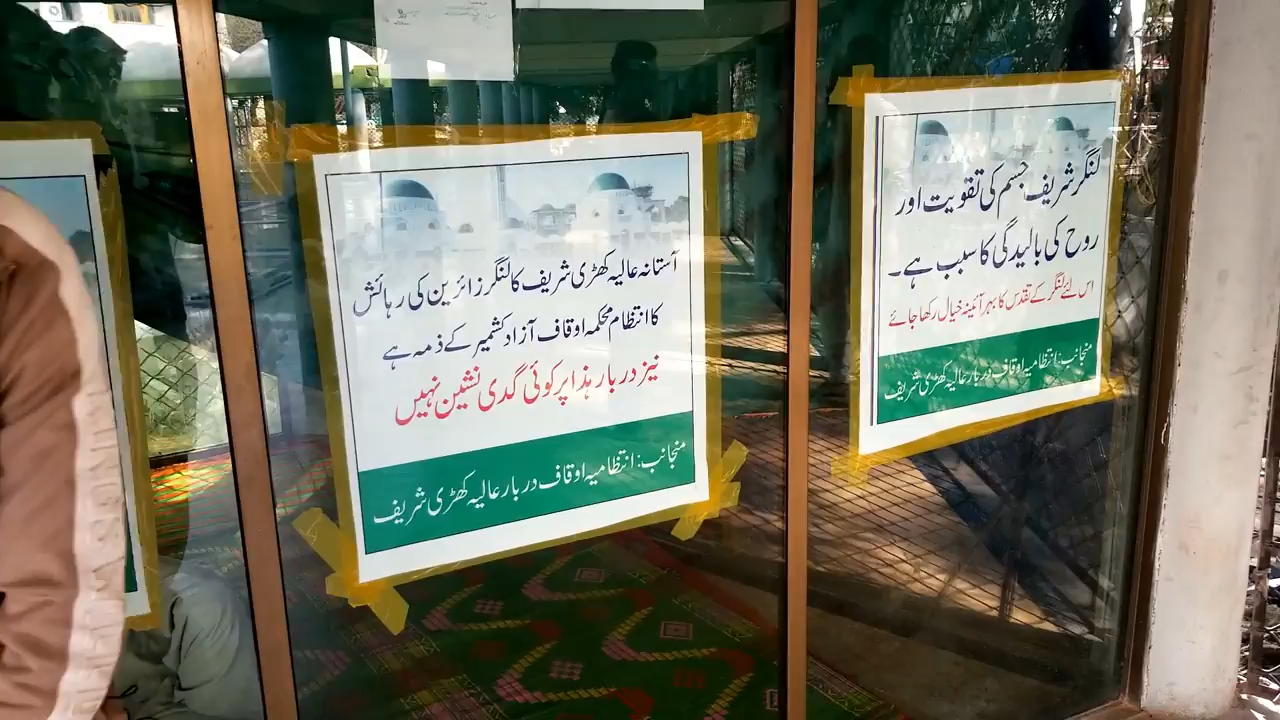 آستانہ عالیہ کھڑی شریف کا لنگر زائرین کی رہائش
کا انتظام محکمہ اوقاف آزاد کشمیر کے ذمہ ہے
نیز دربار ہذا پر کوئی گدی نشین نہیں
منجانب: انتظامیہ اوقاف دربار عالیہ کھڑی شریف
لنگر شریف جسم کی تقویت اور
روح کی بالیدگی کا سبب ہے۔
اس لئے لنگر کے تقدس کا بہر آئینہ خیال رکھا جائے
منجانب: انتظامیہ اوقاف دربار عالیہ کھڑی شریف